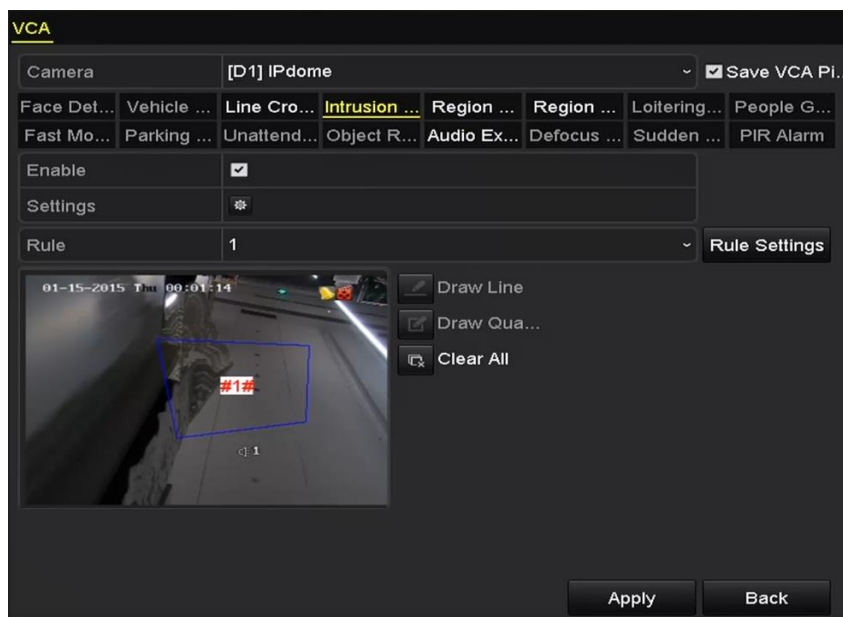 VCA
Camera [D1] IPdome Save VCA Pi..
Face Det... Vehicle ... Line Cro... Intrusion ... Region ... Region ... Loitering... People G...
Fast Mo... Parking ... Unattend... Object R... Audio Ex... Defocus ... Sudden ... PIR Alarm
Enable
Settings
Rule 1 Rule Settings
01-15-2015 Thu 00:01:14
Draw Line
Draw Qua...
Clear All
#1#
1
Apply Back